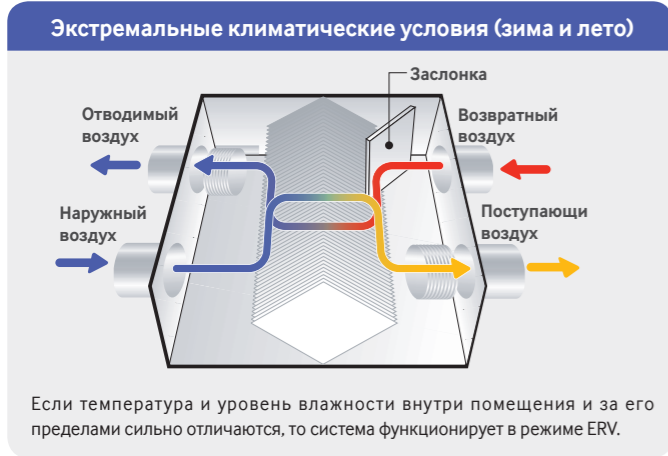 Экстремальные климатические условия (зима и лето)
Заслонка
Отводимый
воздух
Возвратный
воздух
Наружный
воздух
Поступающи
воздух
Если температура и уровень влажности внутри помещения и за его
пределами сильно отличаются, то система функционирует в режиме ERV.